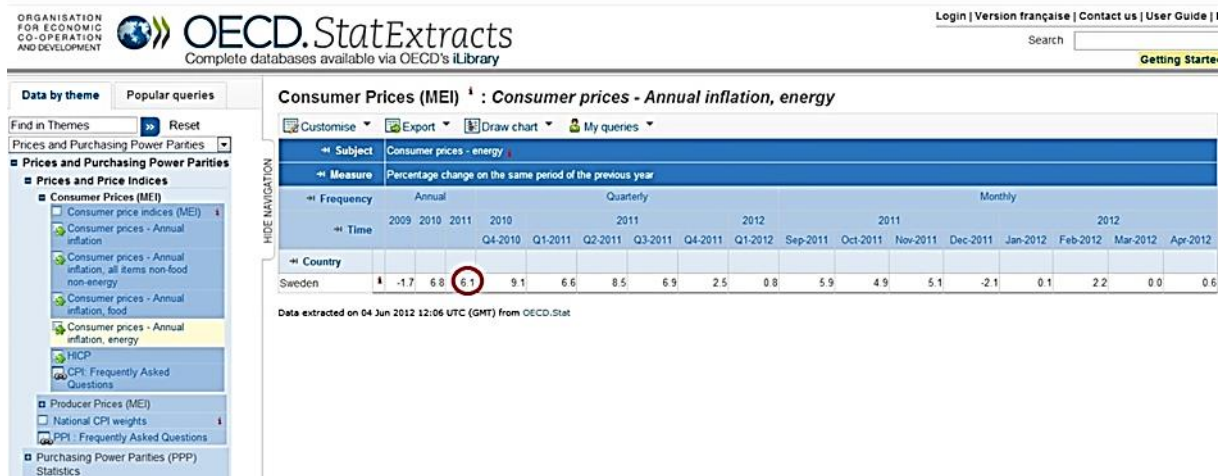 ORGANISATION
FOR ECONOMIC
CO-OPERATION
AND DEVELOPMENT
OECD.StatExtracts
Complete databases available via OECD's iLibrary
Login | Version française | Contact us | User Guide |
Search
Getting Starte
Data by theme Popular queries
Find in Themes » Reset
Prices and Purchasing Power Parities
Prices and Purchasing Power Parities
Prices and Price Indices
Consumer Prices (MEI)
Consumer price indices (MEI) i
Consumer prices - Annual
inflation
Consumer prices - Annual
inflation, all items non-food
non-energy
Consumer prices - Annual
inflation, food
Consumer prices - Annual
inflation, energy
HICP
CPI: Frequently Asked
Questions
Producer Prices (MEI)
National CPI weights i
PPI : Frequently Asked Questions
Purchasing Power Parities (PPP)
Statistics
HIDE NAVIGATION
Consumer Prices (MEI) i : Consumer prices - Annual inflation, energy
Customise Export Draw chart My queries
Subject Consumer prices - energy i
Measure Percentage change on the same period of the previous year
Frequency Annual Quarterly Monthly
Time 2009 2010 2011 2010 2011 2012 2011 2012
Q4-2010 Q1-2011 Q2-2011 Q3-2011 Q4-2011 Q1-2012 Sep-2011 Oct-2011 Nov-2011 Dec-2011 Jan-2012 Feb-2012 Mar-2012 Apr-2012
Country
Sweden i -1.7 6.8 6.1 9.1 6.6 8.5 6.9 2.5 0.8 5.9 4.9 5.1 -2.1 0.1 2.2 0.0 0.6
Data extracted on 04 Jun 2012 12:06 UTC (GMT) from OECD.Stat